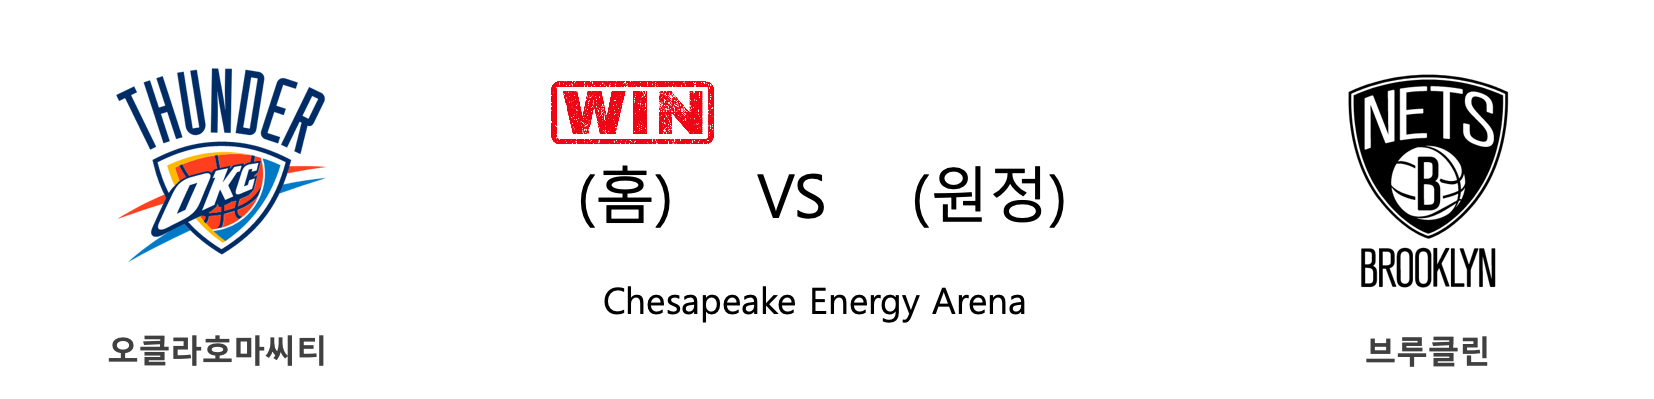 THUNDER
OKC
오클라호마씨티
WIN
(홈) VS (원정)
Chesapeake Energy Arena
NETS
B
BROOKLYN
브루클린